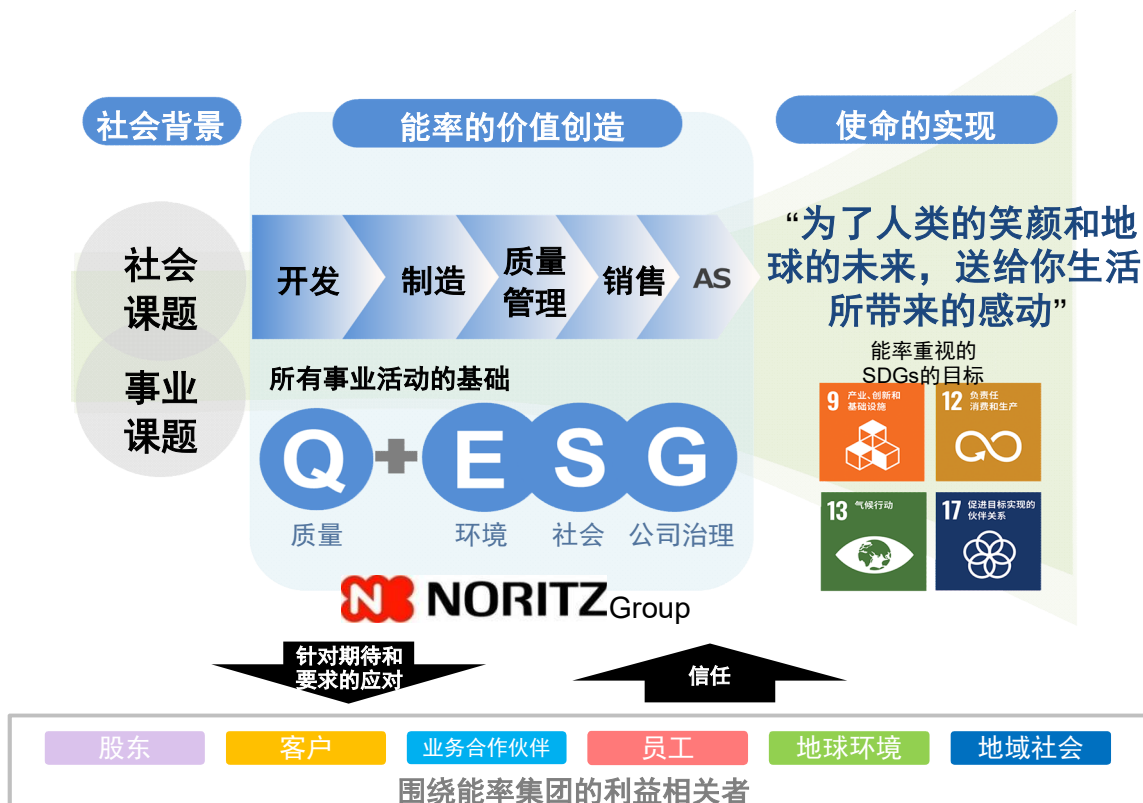 社会背景
能率的价值创造
使命的实现
社会
课题
事业
课题
开发
制造
质量
管理
销售
AS
所有事业活动的基础
Q
E
S
G
质量
环境
社会
公司治理
N
NORITZ Group
“为了人类的笑颜和地
球的未来，送给你生活
所带来的感动”
能率重视的
SDGs的目标
9 产业、创新和
基础设施
12 负责任
消费和生产
13 气候行动
17 促进目标实现的
伙伴关系
针对期待和
要求的应对
信任
股东
客户
业务合作伙伴
员工
地球环境
地域社会
围绕能率集团的利益相关者